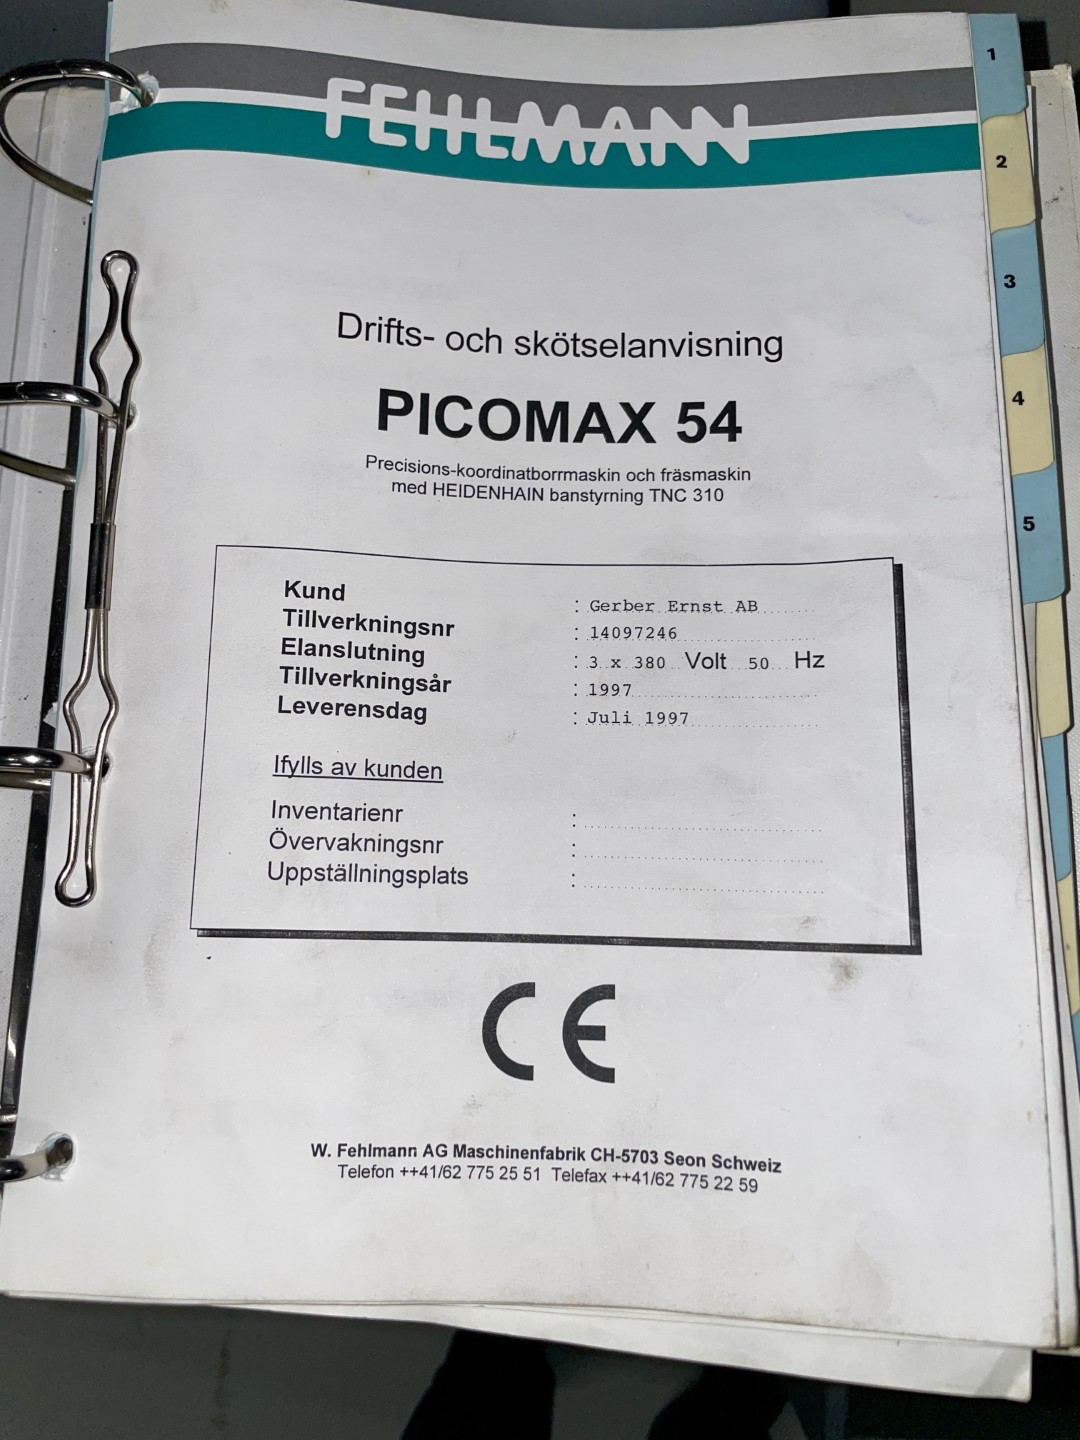 FEHLMANN
Drifts- och skötselanvisning
PICOMAX 54
Precisions-koordinatborrmaskin och fräsmaskin
med HEIDENHAIN banstyrning TNC 310
Kund : Gerber Ernst AB
Tillverkningsnr : 14097246
Elanslutning : 3 x 380 Volt 50 Hz
Tillverkningsår : 1997
Leverensdag : Juli 1997
Ifylls av kunden
Inventarienr :
Övervakningsnr :
Uppställningsplats :
CE
W. Fehlmann AG Maschinenfabrik CH-5703 Seon Schweiz
Telefon ++41/62 775 25 51 Telefax ++41/62 775 22 59
1
2
3
4
5